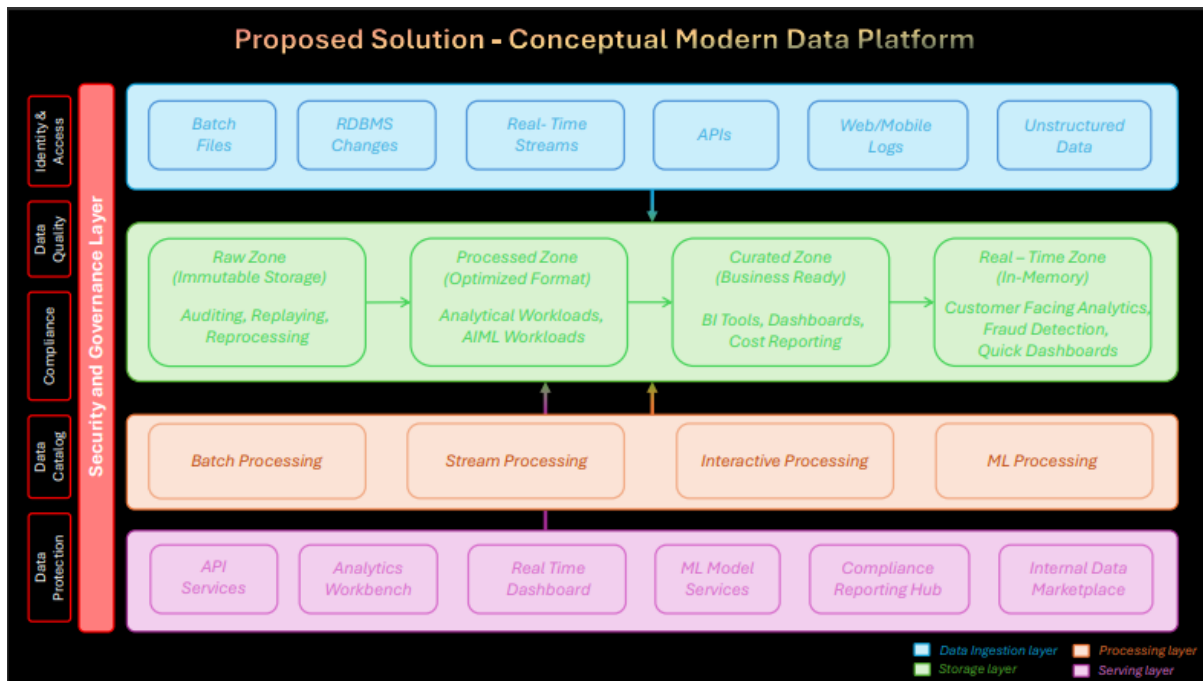 Proposed Solution - Conceptual Modern Data Platform
Identity &
Access
Data
Quality
Compliance
Data
Catalog
Data
Protection
Security and Governance Layer
Batch
Files
RDBMS
Changes
Real- Time
Streams
APIs
Web/Mobile
Logs
Unstructured
Data
Raw Zone
(Immutable Storage)
Auditing, Replaying,
Reprocessing
Processed Zone
(Optimized Format)
Analytical Workloads,
AIML Workloads
Curated Zone
(Business Ready)
BI Tools, Dashboards,
Cost Reporting
Real – Time Zone
(In-Memory)
Customer Facing Analytics,
Fraud Detection,
Quick Dashboards
Batch Processing
Stream Processing
Interactive Processing
ML Processing
API
Services
Analytics
Workbench
Real Time
Dashboard
ML Model
Services
Compliance
Reporting Hub
Internal Data
Marketplace
Data Ingestion layer
Processing layer
Storage layer
Serving layer